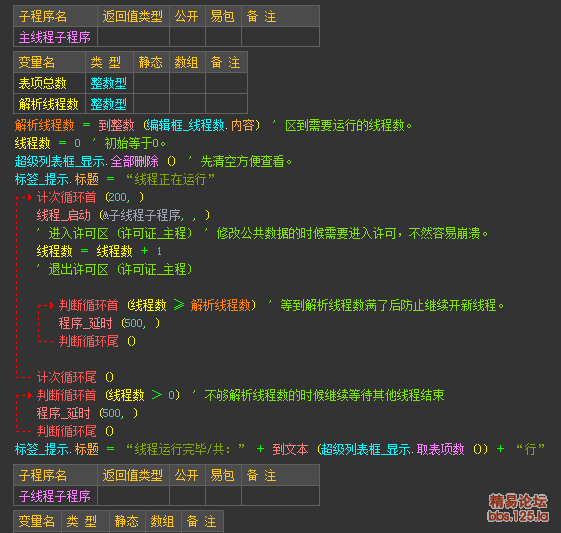 子程序名 返回值类型 公开 易包 备 注
主线程子程序
变量名 类 型 静态 数组 备 注
表项总数 整数型
解析线程数 整数型
解析线程数 = 到整数 (编辑框_线程数.内容) ' 区到需要运行的线程数。
线程数 = 0 ' 初始等于0。
超级列表框_显示.全部删除 () ' 先清空方便查看。
标签_提示.标题 = “线程正在运行”
计次循环首 (200, )
线程_启动 (&子线程子程序, , )
' 进入许可区 (许可证_主程) ' 修改公共数据的时候需要进入许可，不然容易崩溃。
线程数 = 线程数 + 1
' 退出许可区 (许可证_主程)
判断循环首 (线程数 ≥ 解析线程数) ' 等到解析线程数满了后防止继续开新线程。
程序_延时 (500, )
判断循环尾 ()
计次循环尾 ()
判断循环首 (线程数 > 0) ' 不够解析线程数的时候继续等待其他线程结束
程序_延时 (500, )
判断循环尾 ()
标签_提示.标题 = “线程运行完毕/共：” + 到文本 (超级列表框_显示.取表项数 ()) + “行”
子程序名 返回值类型 公开 易包 备 注
子线程子程序
变量名 类 型 静态 数组 备 注
精易论坛
bbs.125.la